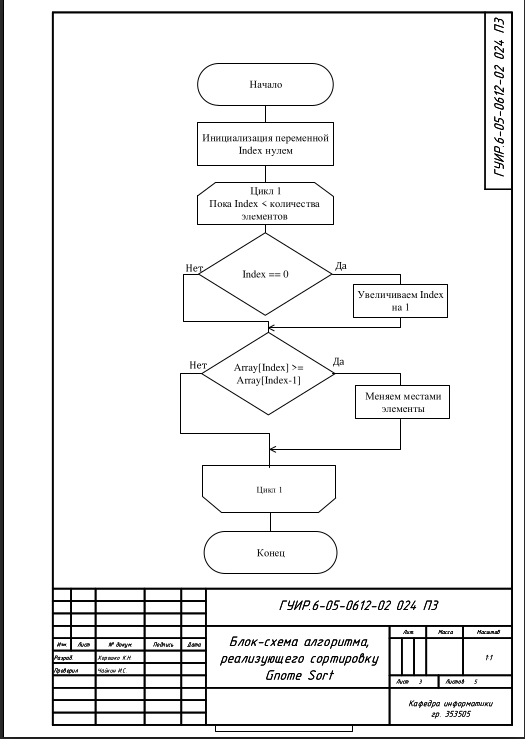 ГУИР.6-05-0612-02 024 ПЗ
Начало
Инициализация переменной
Index нулем
Цикл 1
Пока Index < количества
элементов
Нет
Index == 0
Да
Увеличиваем Index
на 1
Нет
Array[Index] >=
Array[Index-1]
Да
Меняем местами
элементы
Цикл 1
Конец
ГУИР.6-05-0612-02 024 ПЗ
Изм. Лист № докум. Подпись Дата
Разраб.
Проверил Чайкин И.С.
Блок-схема алгоритма,
реализующего сортировку
Gnome Sort
Лит. Масса Масштаб
1:1
Лист 3 Листов 5
Кафедра информатики
гр. 353505